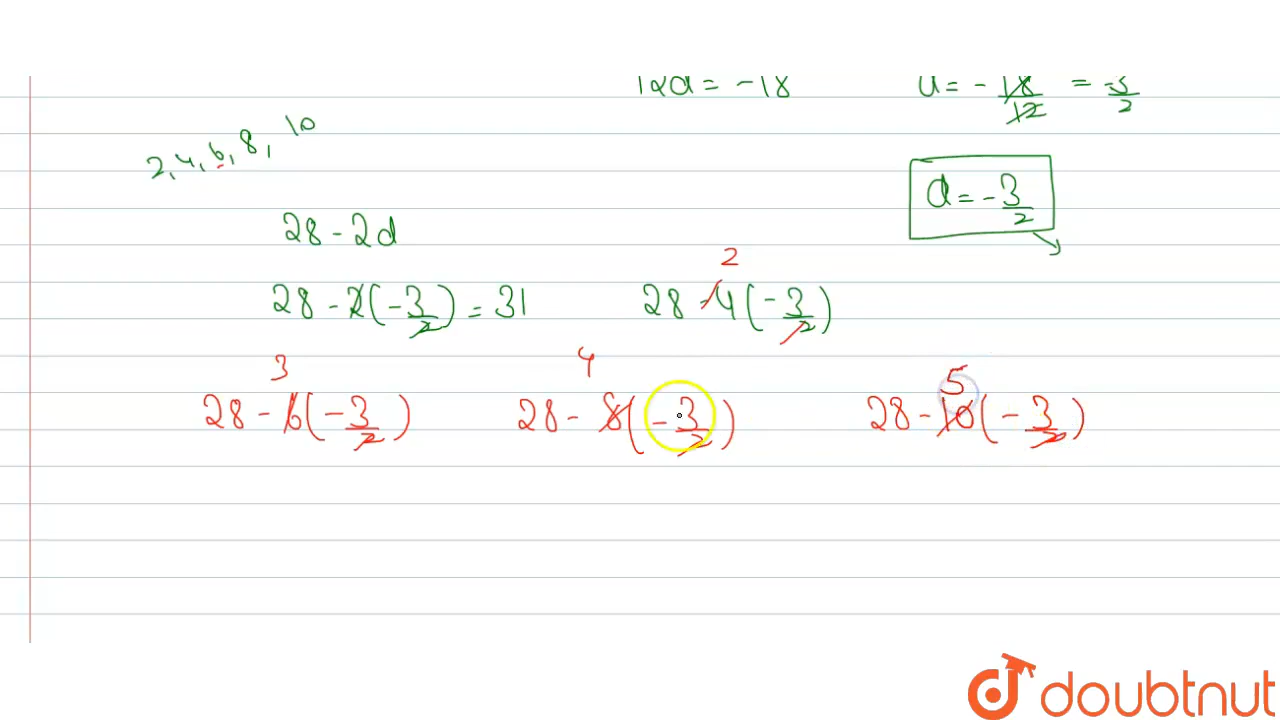 12d = -18 d = - 18/12 = -3/2
2, 4, 6, 8, 10
d = - 3/2
28 - 2d
2
28 - 2(- 3/2) = 31 28 - 4(- 3/2)
3 4 5
28 - 6(- 3/2) 28 - 8(- 3/2) 28 - 10(- 3/2)
doubtnut